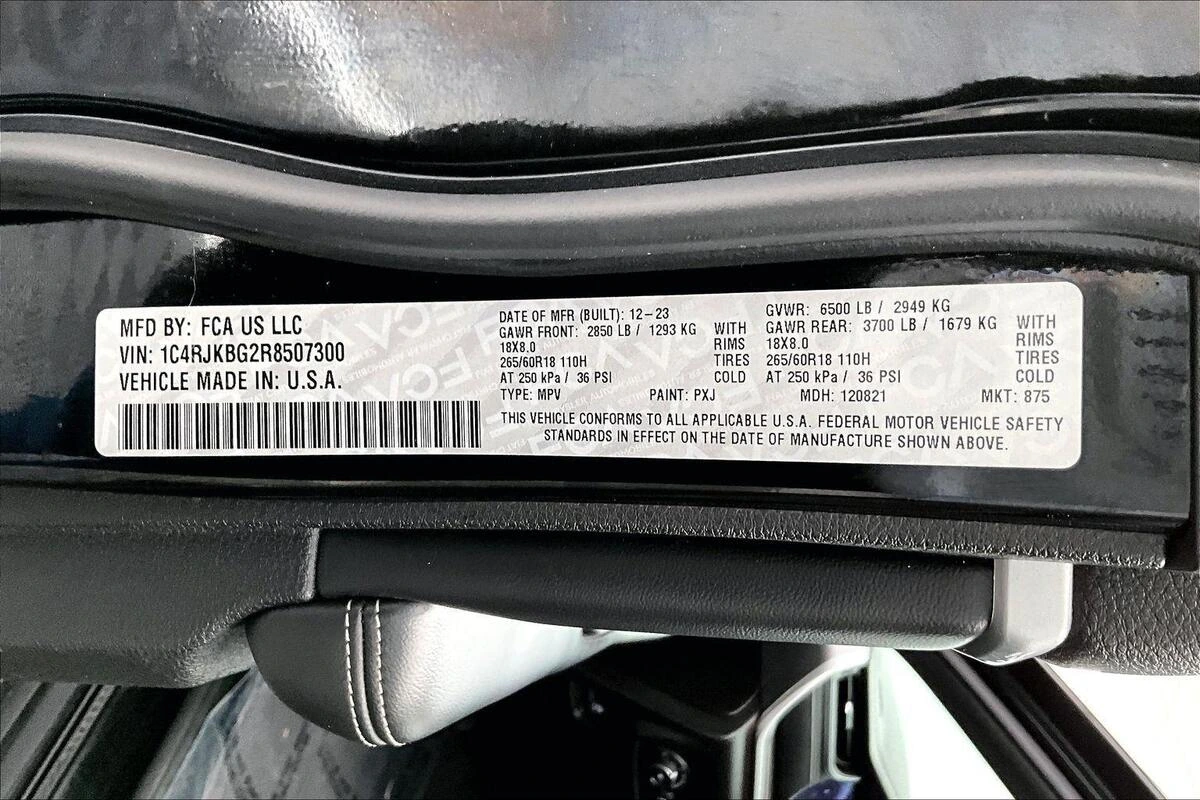 MFD BY: FCA US LLC
VIN: 1C4RJKBG2R8507300
VEHICLE MADE IN: U.S.A.
DATE OF MFR (BUILT): 12-23
GAWR FRONT: 2850 LB / 1293 KG WITH
18X8.0 RIMS
265/60R18 110H TIRES
AT 250 kPa / 36 PSI COLD
GVWR: 6500 LB / 2949 KG
GAWR REAR: 3700 LB / 1679 KG WITH
18X8.0 RIMS
265/60R18 110H TIRES
AT 250 kPa / 36 PSI COLD
TYPE: MPV PAINT: PXJ MDH: 120821 MKT: 875
THIS VEHICLE CONFORMS TO ALL APPLICABLE U.S.A. FEDERAL MOTOR VEHICLE SAFETY
STANDARDS IN EFFECT ON THE DATE OF MANUFACTURE SHOWN ABOVE.